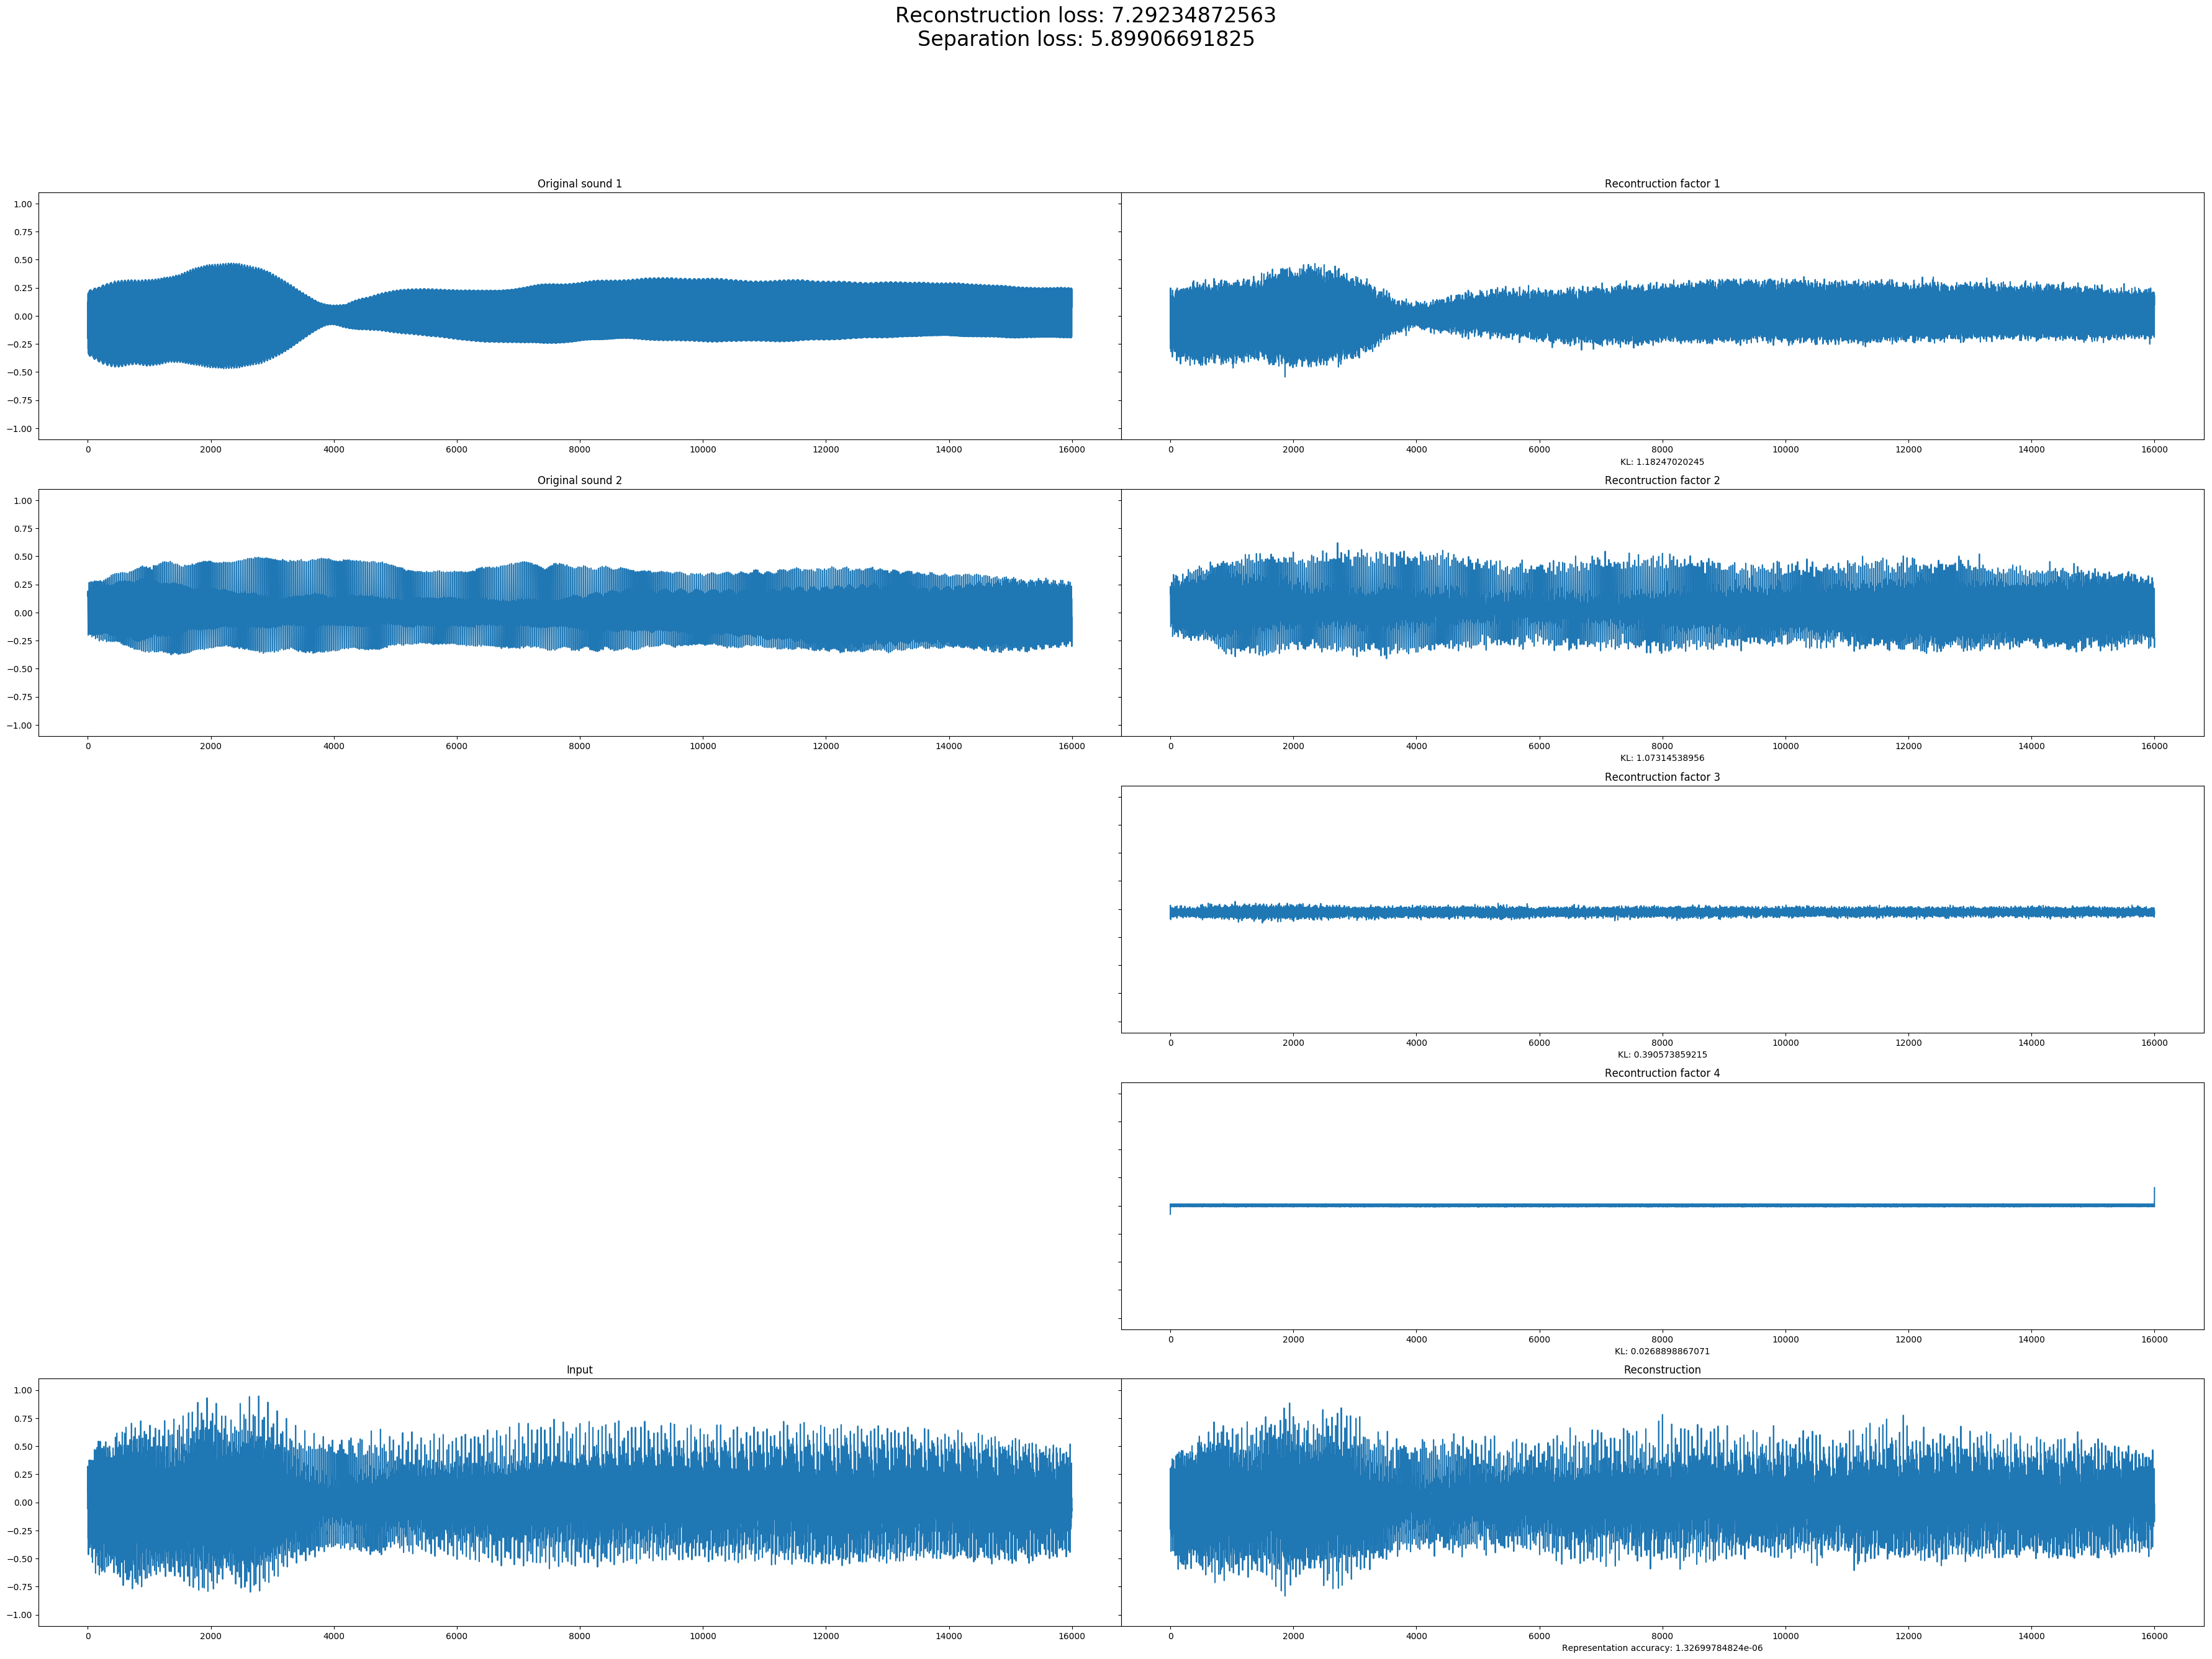 Reconstruction loss: 7.29234872563
Separation loss: 5.89906691825
Original sound 1
Recontruction factor 1
1.00
0.75
0.50
0.25
0.00
−0.25
−0.50
−0.75
−1.00
0 2000 4000 6000 8000 10000 12000 14000 16000
0 2000 4000 6000 8000 10000 12000 14000 16000
KL: 1.18247020245
Original sound 2
Recontruction factor 2
1.00
0.75
0.50
0.25
0.00
−0.25
−0.50
−0.75
−1.00
0 2000 4000 6000 8000 10000 12000 14000 16000
0 2000 4000 6000 8000 10000 12000 14000 16000
KL: 1.07314538956
Recontruction factor 3
0 2000 4000 6000 8000 10000 12000 14000 16000
KL: 0.390573859215
Recontruction factor 4
0 2000 4000 6000 8000 10000 12000 14000 16000
KL: 0.0268898867071
Input
Reconstruction
1.00
0.75
0.50
0.25
0.00
−0.25
−0.50
−0.75
−1.00
0 2000 4000 6000 8000 10000 12000 14000 16000
0 2000 4000 6000 8000 10000 12000 14000 16000
Representation accuracy: 1.32699784824e-06